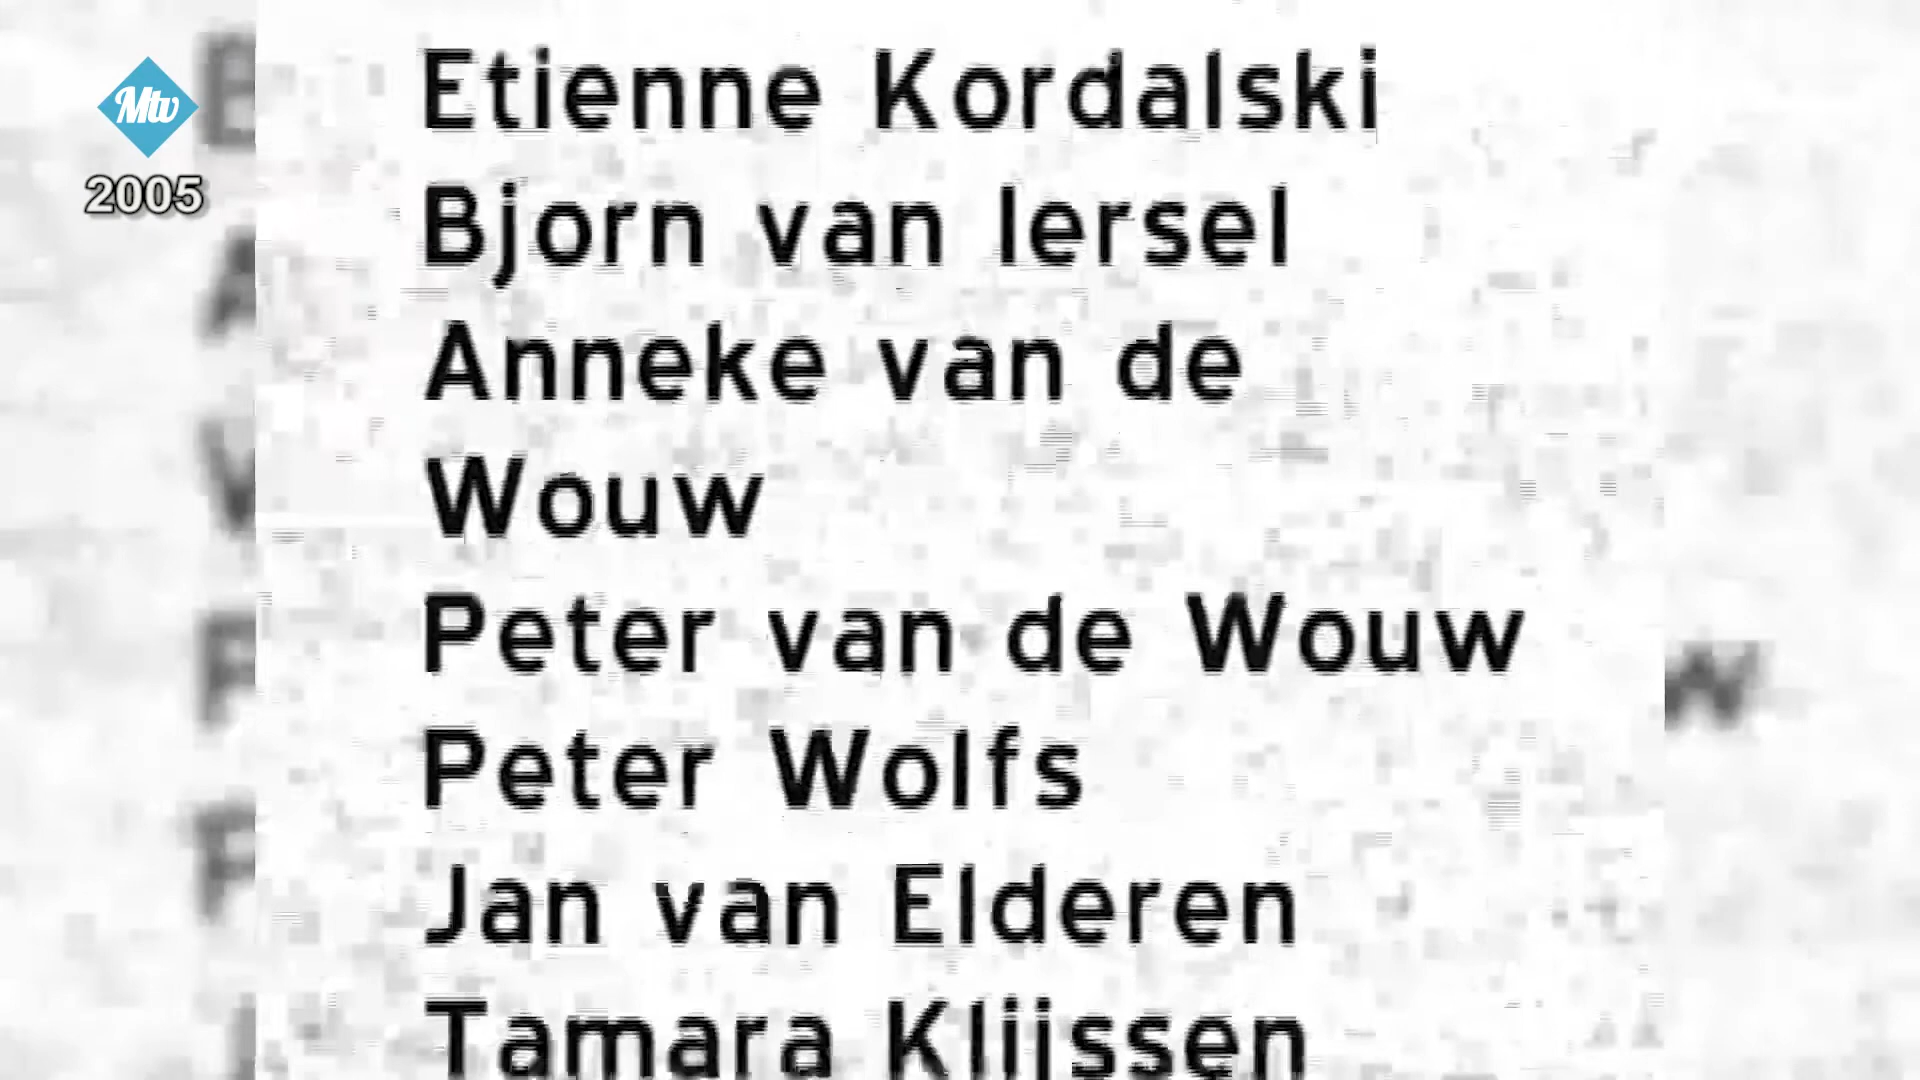 Mtv
2005
Etienne Kordalski
Bjorn van Iersel
Anneke van de
Wouw
Peter van de Wouw
Peter Wolfs
Jan van Elderen
Tamara Klijssen